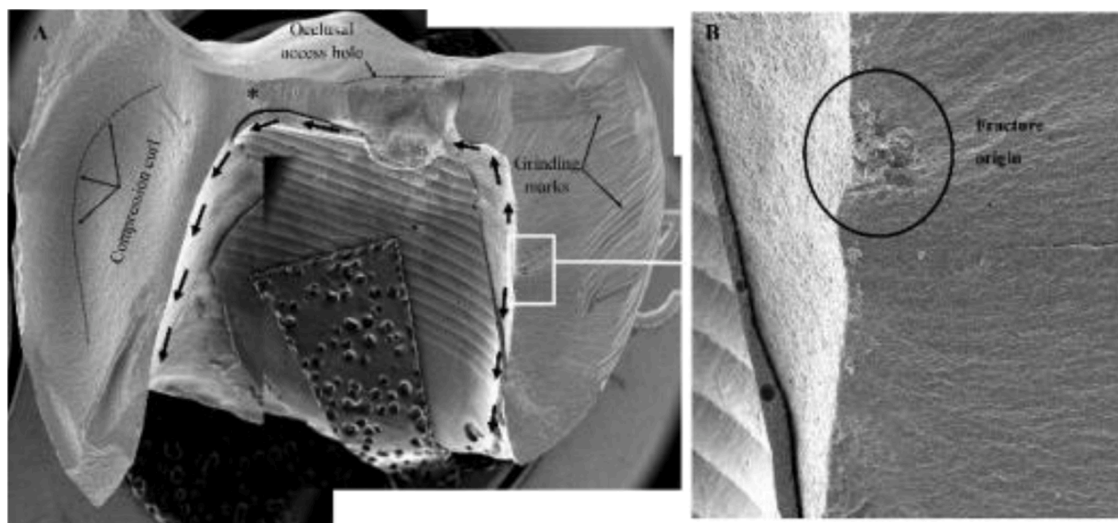 A
Occlusal
access hole
*
Compression curl
Grinding
marks
B
Fracture
origin